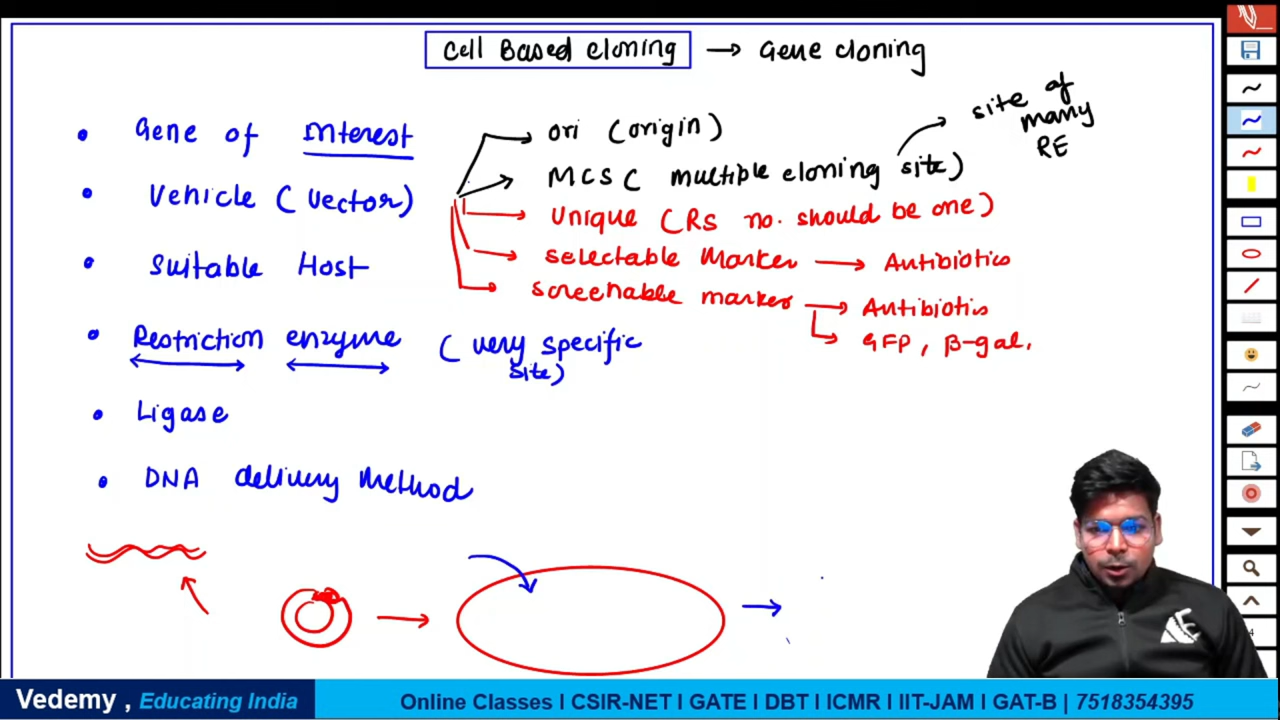 Cell Based cloning → Gene cloning
• Gene of Interest
• Vehicle (vector)
• Suitable Host
• Restriction enzyme (very specific
site)
• Ligase
• DNA delivery Method
→ ori (origin)
→ MCS ( multiple cloning site)
→ site of
many
RE
→ unique (RS no. should be one)
→ selectable Marker → Antibiotics
→ screenable marker → Antibiotis
→ GFP, β-gal.
Vedemy , Educating India
Online Classes I CSIR-NET I GATE I DBT I ICMR I IIT-JAM I GAT-B | 7518354395